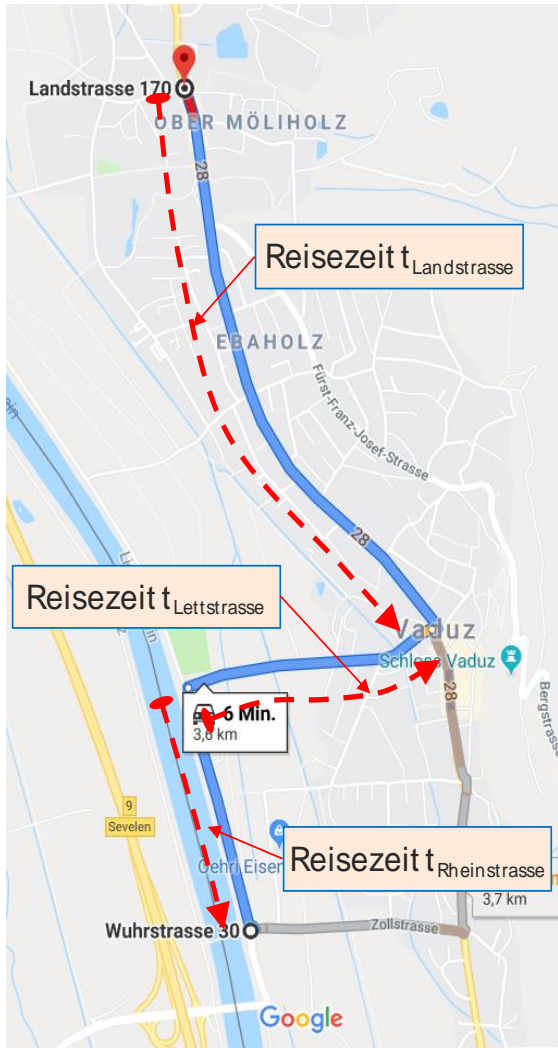 Landstrasse 170
OBER MÖLIHOLZ
28
Reisezeit tLandstrasse
EBAHOLZ
Fürst-Franz-Josef-Strasse
28
Reisezeit tLettstrasse
Vaduz
Schloss Vaduz
28
Bergstrasse
6 Min.
3,6 km
9
Sevelen
Reisezeit tRheinstrasse
3,7 km
Wuhrstrasse 30
Zollstrasse
Google